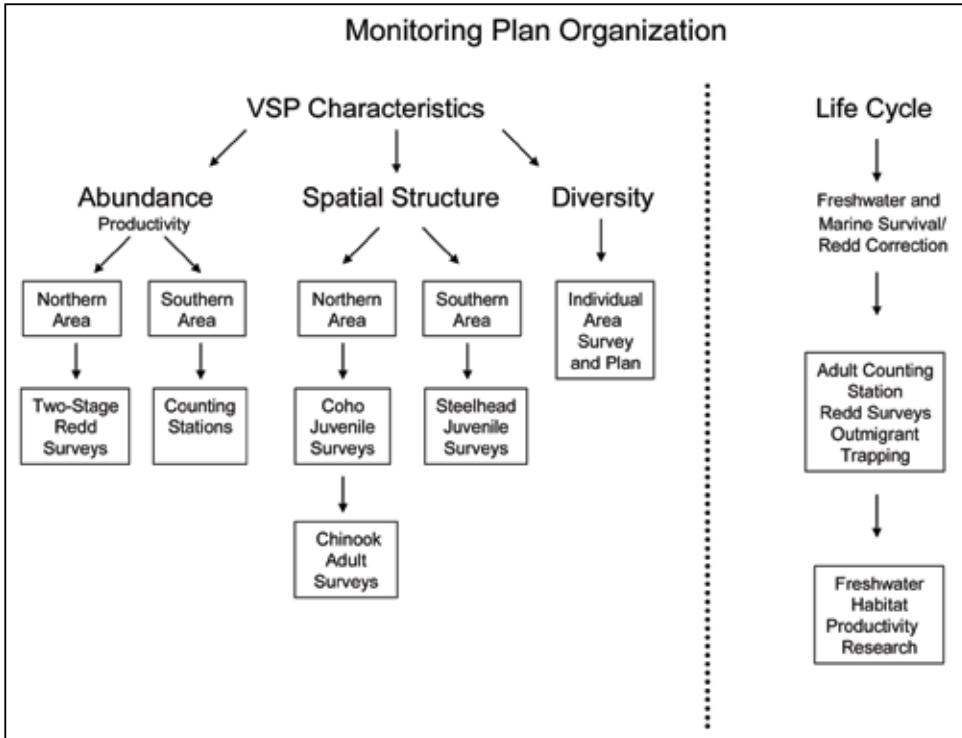 Monitoring Plan Organization
VSP Characteristics
Abundance
Productivity
Northern
Area
Two-Stage
Redd
Surveys
Southern
Area
Counting
Stations
Spatial Structure
Northern
Area
Coho
Juvenile
Surveys
Chinook
Adult
Surveys
Southern
Area
Steelhead
Juvenile
Surveys
Diversity
Individual
Area
Survey
and Plan
Life Cycle
Freshwater and
Marine Survival/
Redd Correction
Adult Counting
Station
Redd Surveys
Outmigrant
Trapping
Freshwater
Habitat
Productivity
Research